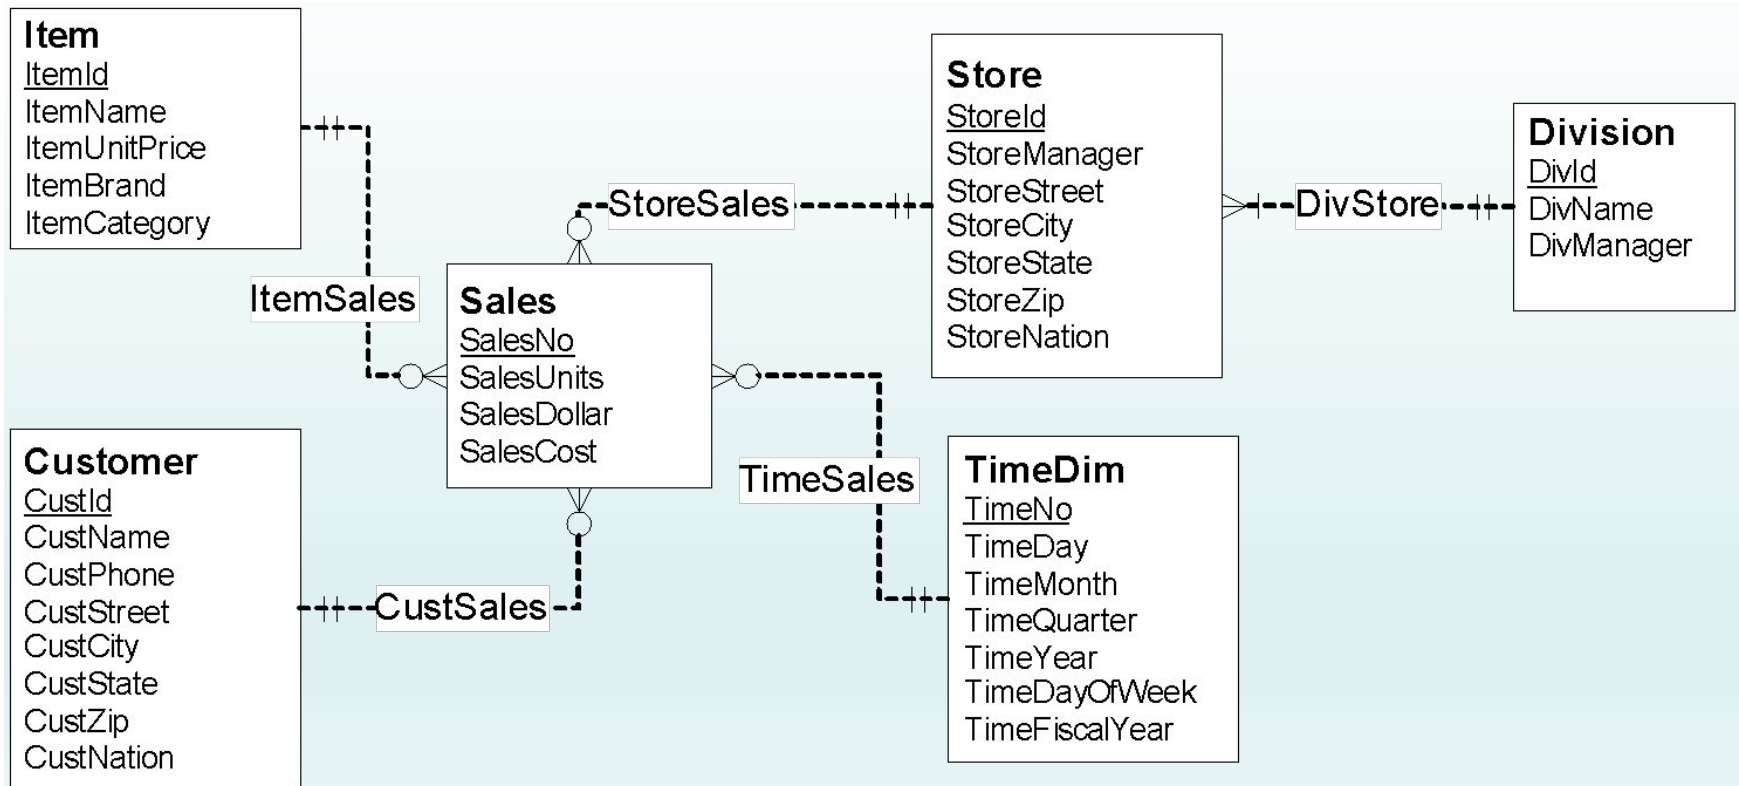 Item
ItemId
ItemName
ItemUnitPrice
ItemBrand
ItemCategory
ItemSales
Customer
CustId
CustName
CustPhone
CustStreet
CustCity
CustState
CustZip
CustNation
CustSales
Sales
SalesNo
SalesUnits
SalesDollar
SalesCost
StoreSales
TimeSales
Store
StoreId
StoreManager
StoreStreet
StoreCity
StoreState
StoreZip
StoreNation
TimeDim
TimeNo
TimeDay
TimeMonth
TimeQuarter
TimeYear
TimeDayOfWeek
TimeFiscalYear
DivStore
Division
DivId
DivName
DivManager